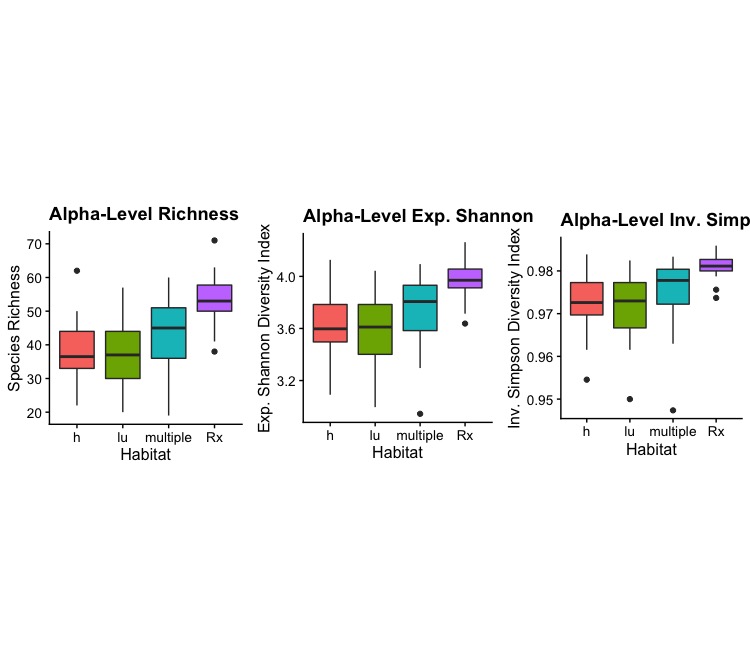 Alpha-Level Richness
Species Richness
70
60
50
40
30
20
h lu multiple Rx
Habitat
Alpha-Level Exp. Shannon
Exp. Shannon Diversity Index
4.0
3.6
3.2
h lu multiple Rx
Habitat
Alpha-Level Inv. Simp
Inv. Simpson Diversity Index
0.98
0.97
0.96
0.95
h lu multiple Rx
Habitat